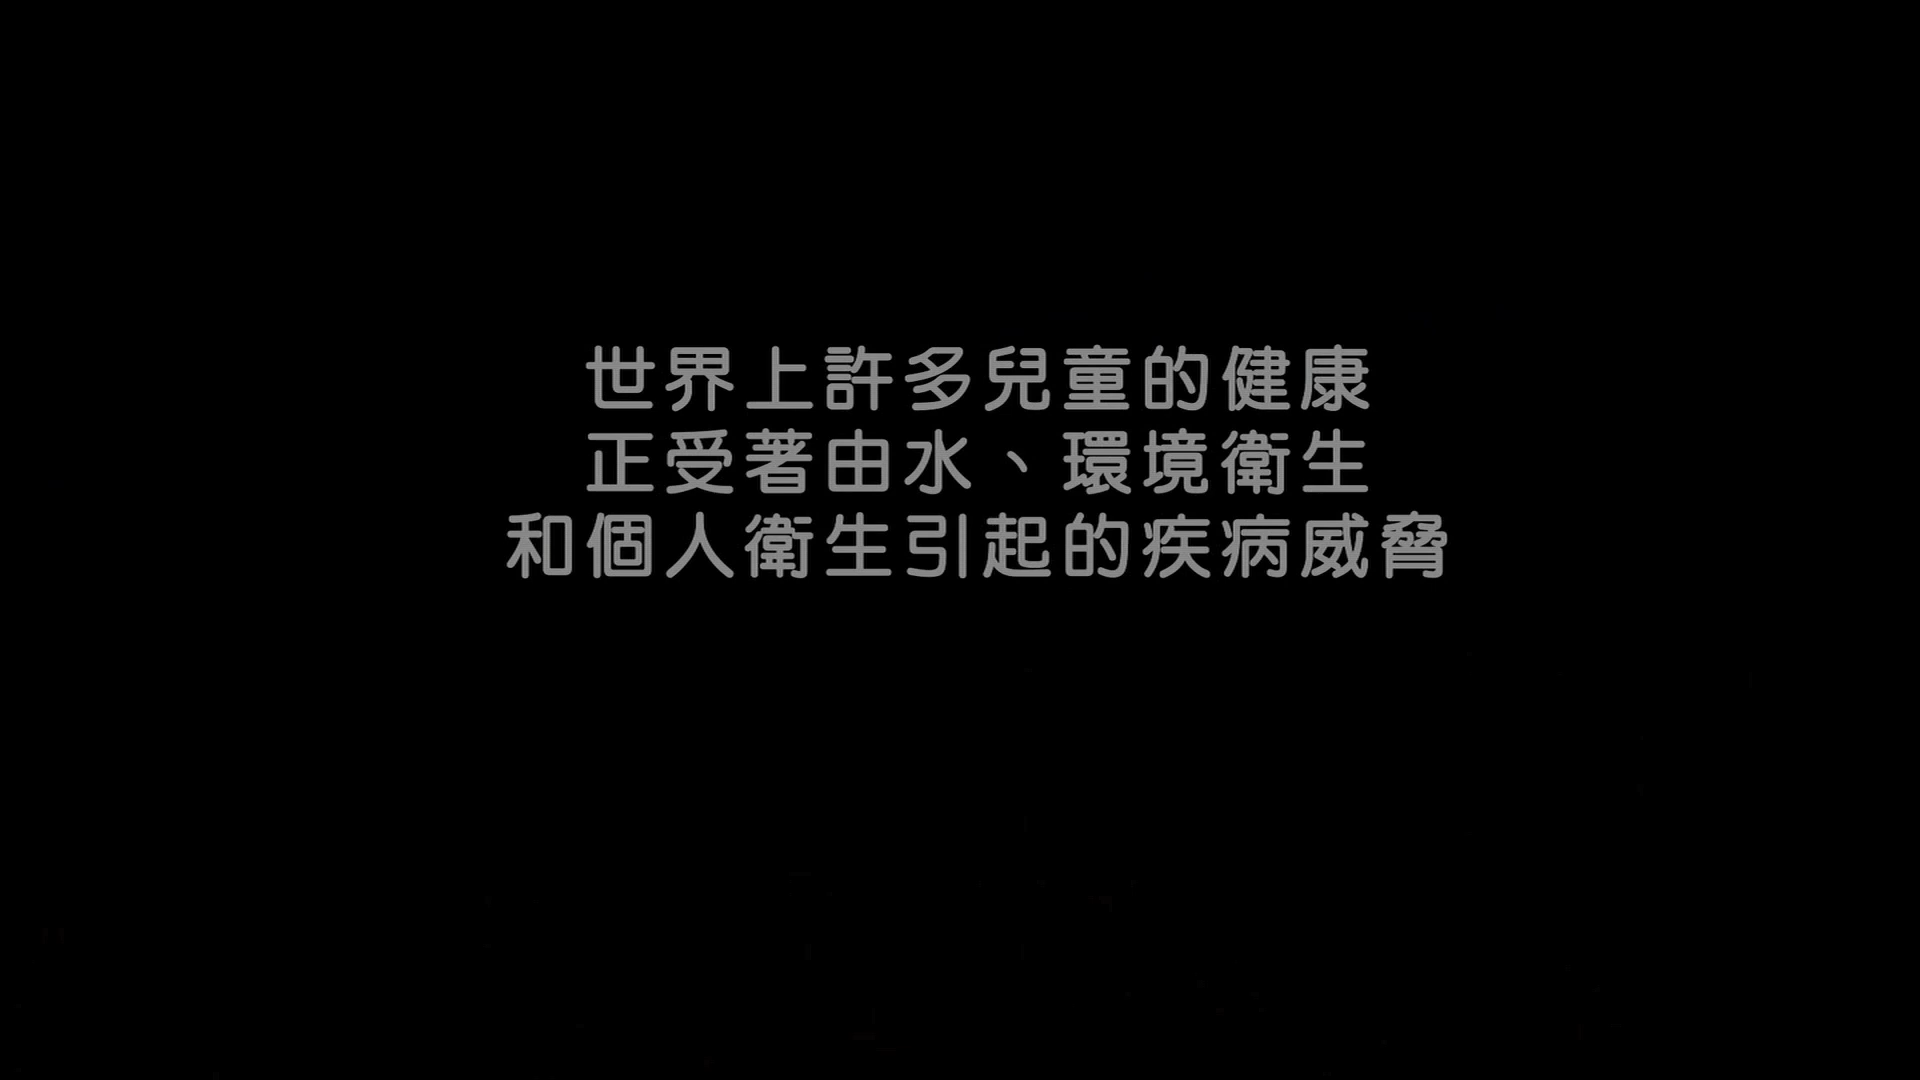 世界上許多兒童的健康
正受著由水、環境衛生
和個人衛生引起的疾病威脅